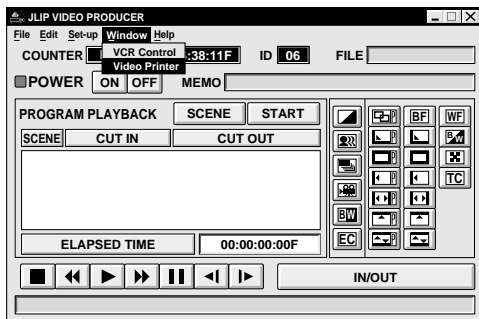 JLIP VIDEO PRODUCER
File Edit Set-up Window Help
COUNTER :38:11F ID 06 FILE
VCR Control
Video Printer
POWER ON OFF MEMO
PROGRAM PLAYBACK SCENE START
SCENE CUT IN CUT OUT
ELAPSED TIME 00:00:00:00F
P BF WF
P B/W
P
P TC
P
BW P
EC P
IN/OUT